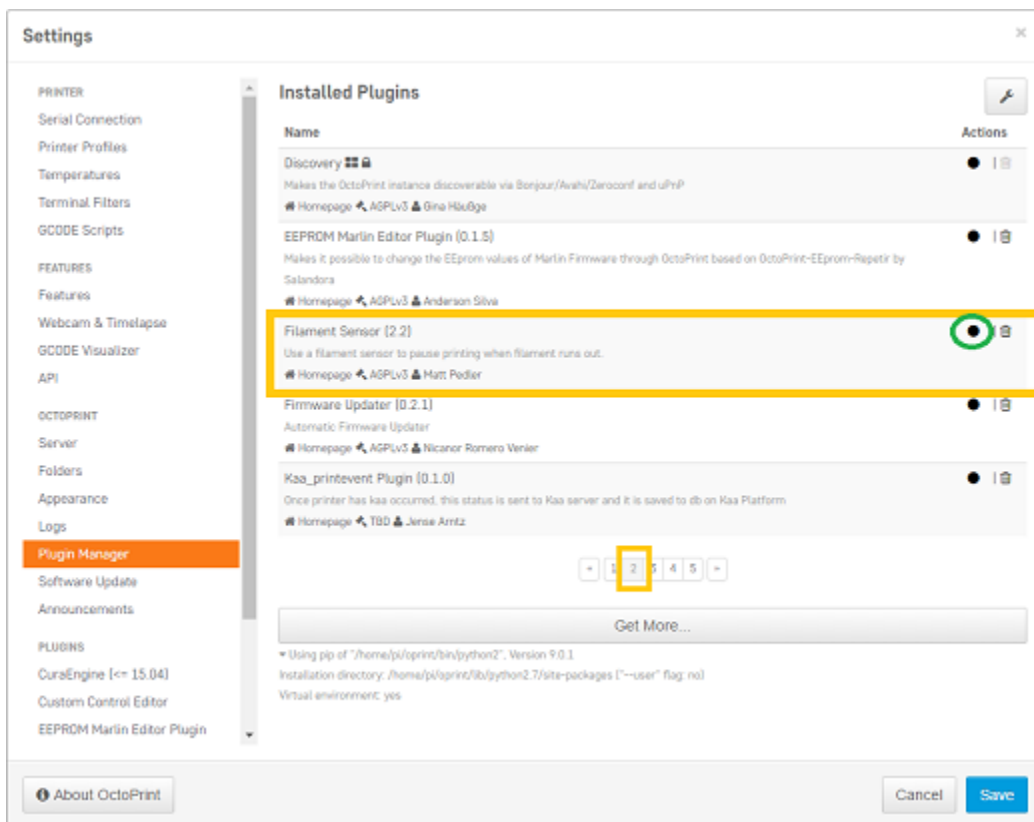 Settings
×
PRINTER
Serial Connection
Printer Profiles
Temperatures
Terminal Filters
GCODE Scripts
FEATURES
Features
Webcam & Timelapse
GCODE Visualizer
API
OCTOPRINT
Server
Folders
Appearance
Logs
Plugin Manager
Software Update
Announcements
PLUGINS
CuraEngine (<= 15.04)
Custom Control Editor
EEPROM Marlin Editor Plugin
Installed Plugins
Name Actions
Discovery
Makes the OctoPrint instance discoverable via Bonjour/Avahi/Zeroconf and uPnP
Homepage AGPLv3 Gina Häußge
EEPROM Marlin Editor Plugin (0.1.5)
Makes it possible to change the EEprom values of Marlin Firmware through OctoPrint based on OctoPrint-EEprom-Repetir by
Salandora
Homepage AGPLv3 Anderson Silva
Filament Sensor (2.2)
Use a filament sensor to pause printing when filament runs out.
Homepage AGPLv3 Matt Pedler
Firmware Updater (0.2.1)
Automatic Firmware Updater
Homepage AGPLv3 Nicanor Romero Venier
Kaa_printevent Plugin (0.1.0)
Once printer has kaa occurred, this status is sent to Kaa server and it is saved to db on Kaa Platform
Homepage TBD Jense Arntz
« 1 2 3 4 5 »
Get More...
Using pip of "/home/pi/oprint/bin/python2", Version 9.0.1
Installation directory: /home/pi/oprint/lib/python2.7/site-packages ("--user" flag: no)
Virtual environment: yes
About OctoPrint
Cancel
Save